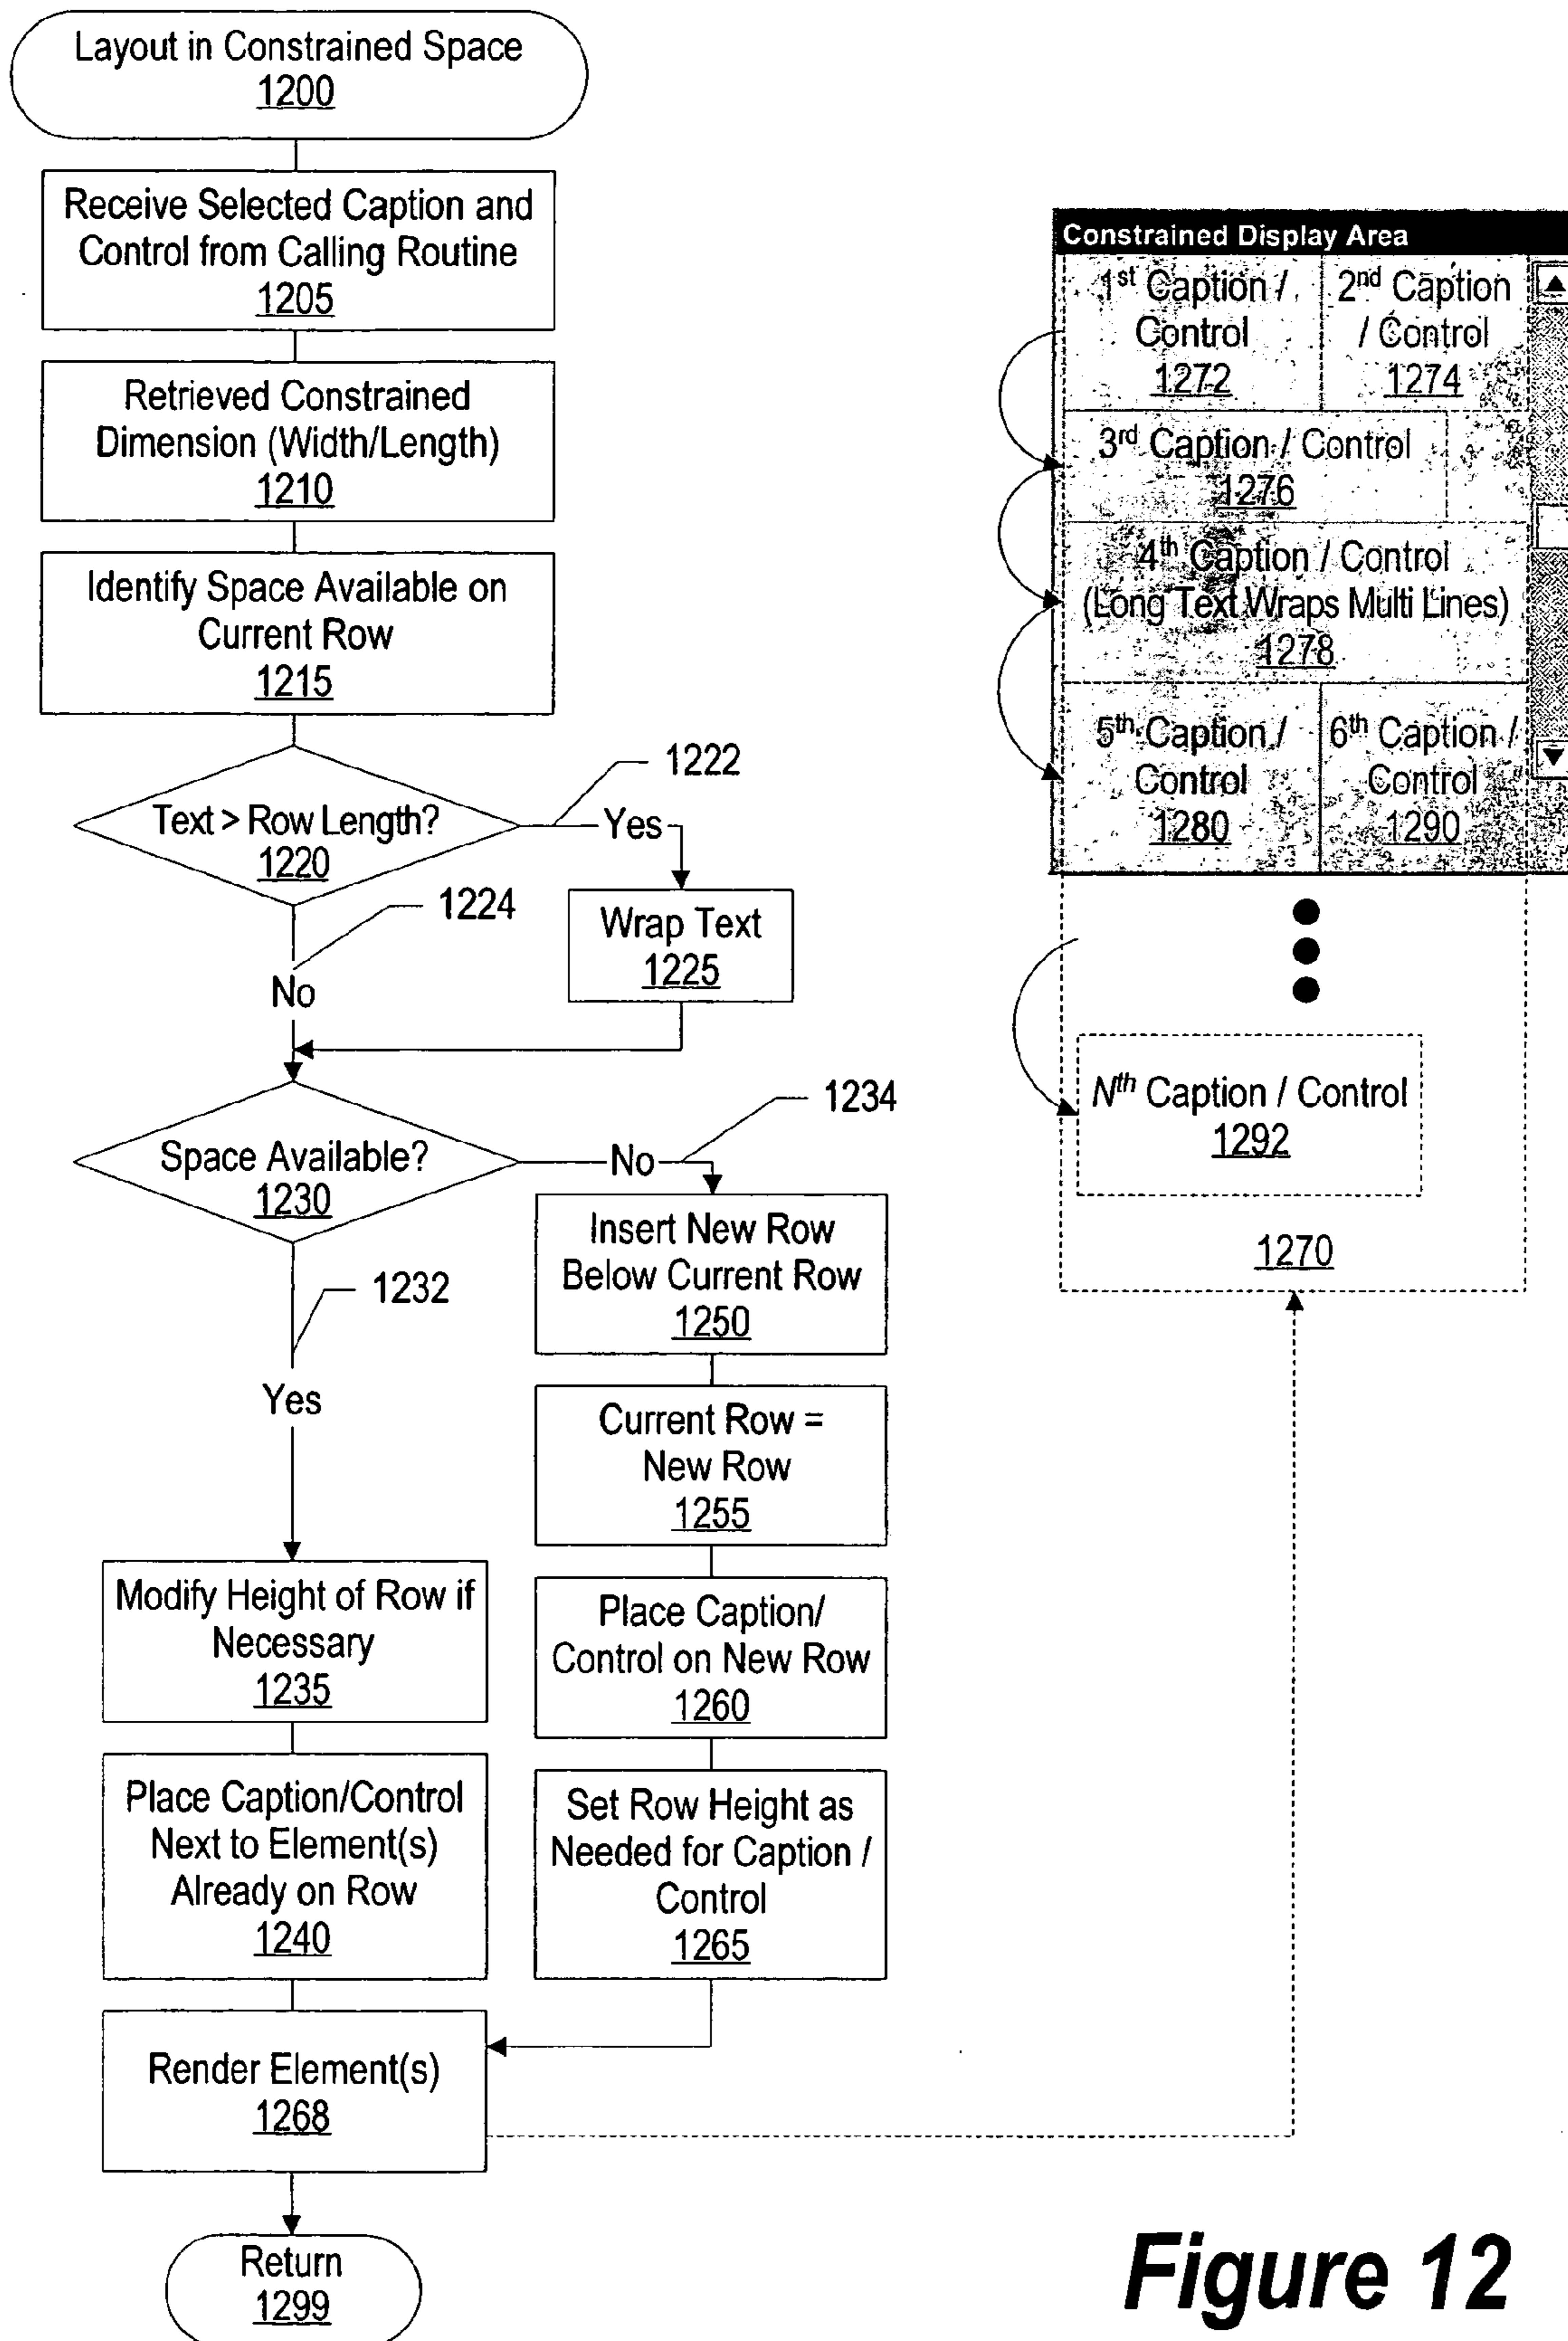 Layout in Constrained Space
1200
Receive Selected Caption and
Control from Calling Routine
1205
Retrieved Constrained
Dimension (Width/Length)
1210
Identify Space Available on
Current Row
1215
Text > Row Length?
1220
1222
Yes
1224
No
Wrap Text
1225
Space Available?
1230
1234
No
1232
Yes
Insert New Row
Below Current Row
1250
Current Row =
New Row
1255
Modify Height of Row if
Necessary
1235
Place Caption/
Control on New Row
1260
Place Caption/Control
Next to Element(s)
Already on Row
1240
Set Row Height as
Needed for Caption /
Control
1265
Render Element(s)
1268
Return
1299
Constrained Display Area
1st Caption /
Control
1272
2nd Caption
/ Control
1274
3rd Caption / Control
1276
4th Caption / Control
(Long Text Wraps Multi Lines)
1278
5th Caption /
Control
1280
6th Caption /
Control
1290
Nth Caption / Control
1292
1270
Figure 12